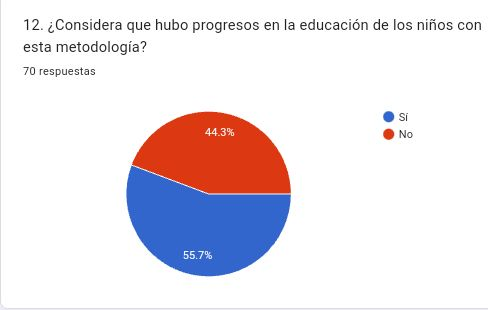 12. ¿Considera que hubo progresos en la educación de los niños con
esta metodología?
70 respuestas
44.3%
55.7%
Sí
No